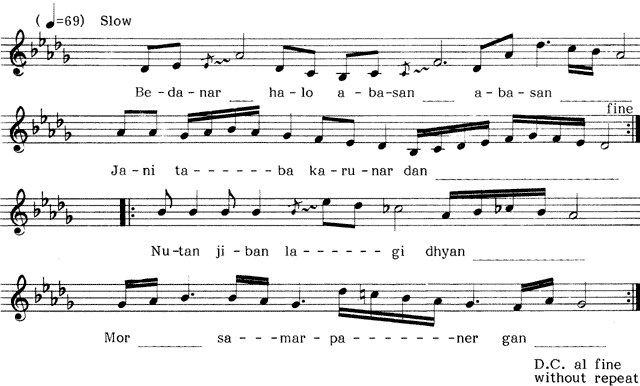 (♩=69) Slow
Be-da-nar ___ ha-lo a-ba-san ___ a-ba-san ___
fine
Ja-ni ta------ba ka-ru-nar dan ___
Nu-tan ji-ban la------gi dhyan ___
Mor ___ sa----mar-pa-----ner gan ___
D.C. al fine
without repeat